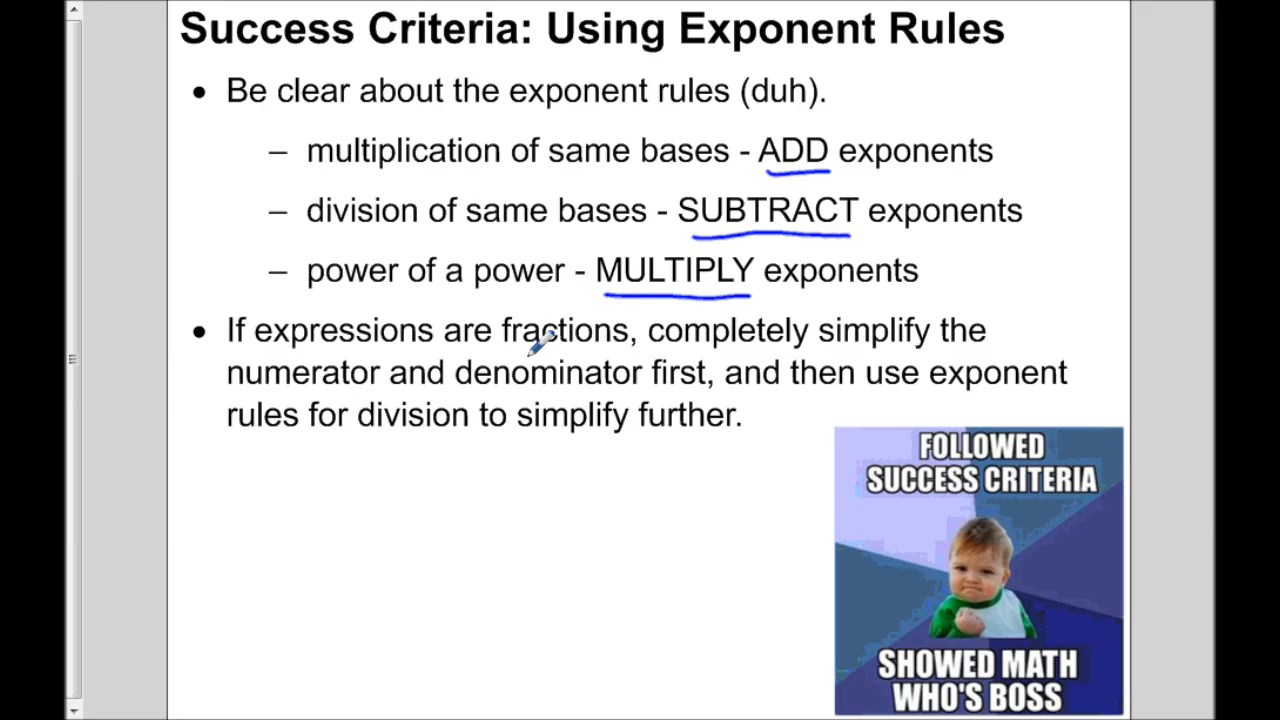 Success Criteria: Using Exponent Rules
• Be clear about the exponent rules (duh).
– multiplication of same bases - ADD exponents
– division of same bases - SUBTRACT exponents
– power of a power - MULTIPLY exponents
• If expressions are fractions, completely simplify the
numerator and denominator first, and then use exponent
rules for division to simplify further.
FOLLOWED
SUCCESS CRITERIA
SHOWED MATH
WHO'S BOSS